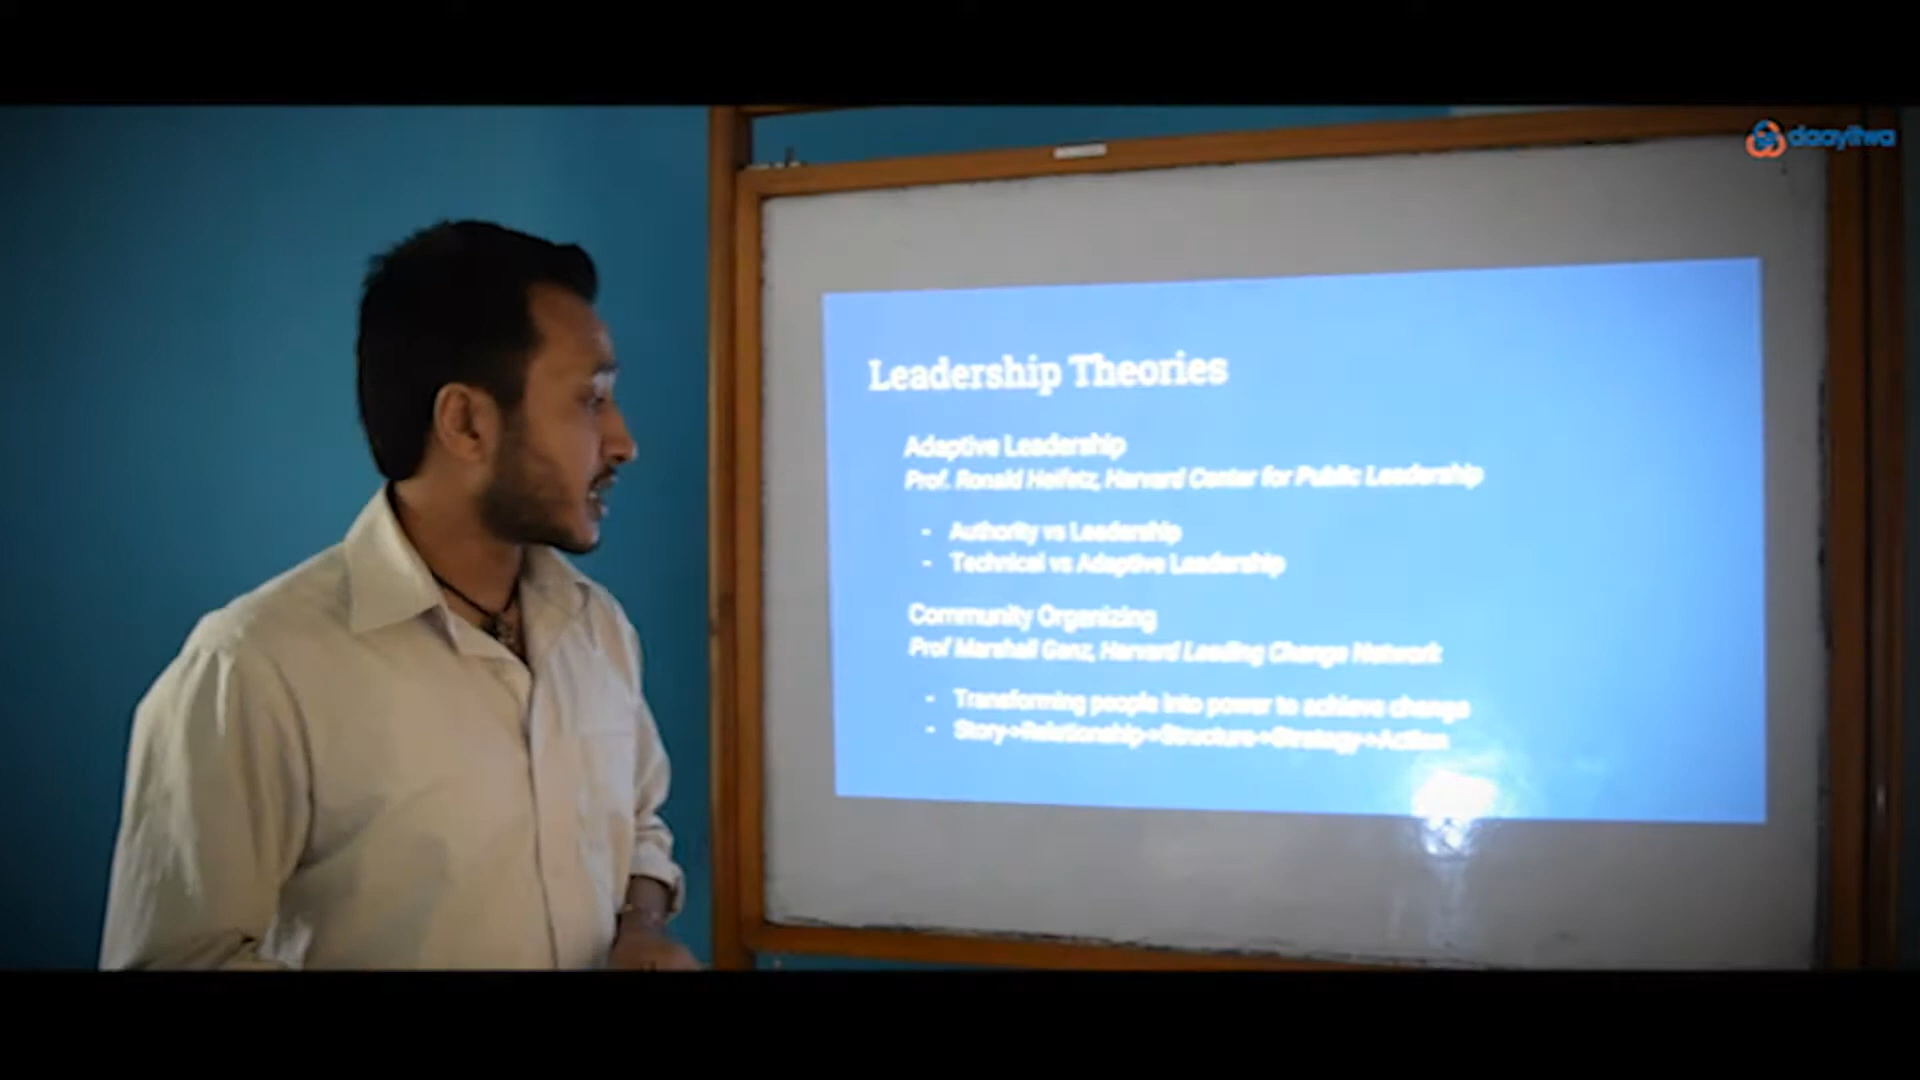 daayitwa
Leadership Theories
Adaptive Leadership
Prof. Ronald Heifetz, Harvard Center for Public Leadership
- Authority vs Leadership
- Technical vs Adaptive Leadership
Community Organizing
Prof Marshall Ganz, Harvard Leading Change Network
- Transforming people into power to achieve change
- Story->Relationship->Structure->Strategy->Action